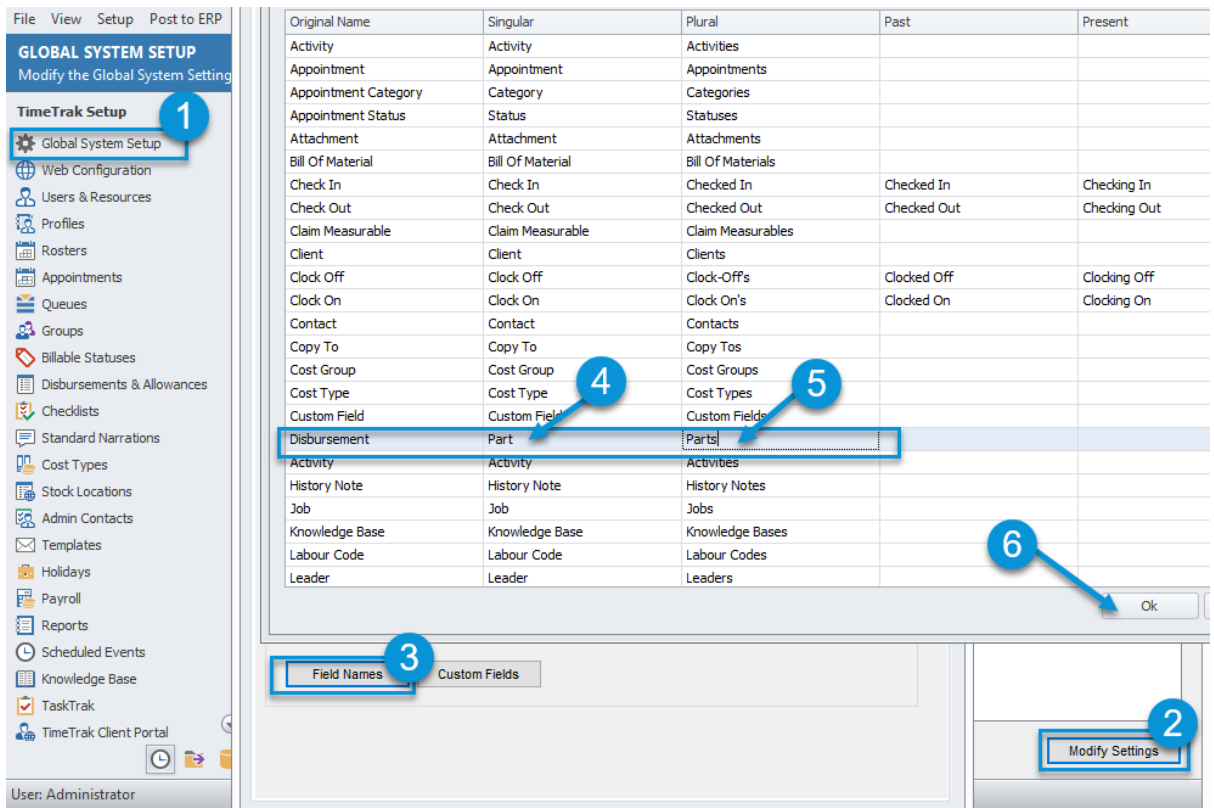 File View Setup Post to ERP
GLOBAL SYSTEM SETUP
Modify the Global System Setting
TimeTrak Setup
1
Global System Setup
Web Configuration
Users & Resources
Profiles
Rosters
Appointments
Queues
Groups
Billable Statuses
Disbursements & Allowances
Checklists
Standard Narrations
Cost Types
Stock Locations
Admin Contacts
Templates
Holidays
Payroll
Reports
Scheduled Events
Knowledge Base
TaskTrak
TimeTrak Client Portal
User: Administrator
Original Name Singular Plural Past Present
Activity Activity Activities
Appointment Appointment Appointments
Appointment Category Category Categories
Appointment Status Status Statuses
Attachment Attachment Attachments
Bill Of Material Bill Of Material Bill Of Materials
Check In Check In Checked In Checked In Checking In
Check Out Check Out Checked Out Checked Out Checking Out
Claim Measurable Claim Measurable Claim Measurables
Client Client Clients
Clock Off Clock Off Clock-Off's Clocked Off Clocking Off
Clock On Clock On Clock On's Clocked On Clocking On
Contact Contact Contacts
Copy To Copy To Copy Tos
Cost Group Cost Group Cost Groups
4 5
Cost Type Cost Type Cost Types
Custom Field Custom Field Custom Fields
Disbursement Part Parts
Activity Activity Activities
History Note History Note History Notes
Job Job Jobs
Knowledge Base Knowledge Base Knowledge Bases
Labour Code Labour Code Labour Codes
6
Leader Leader Leaders
Ok
3
Field Names Custom Fields
2
Modify Settings